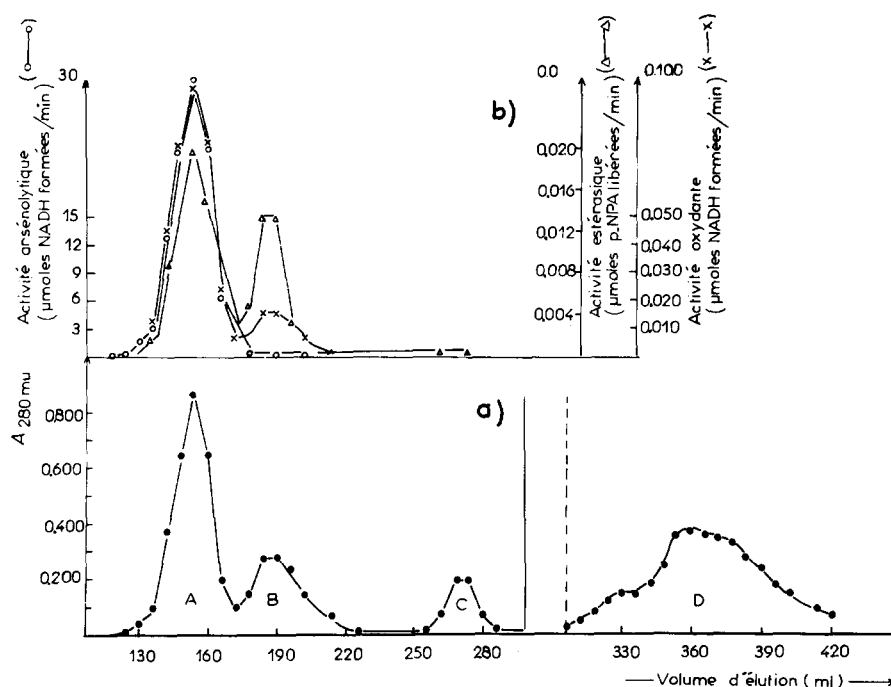 Activité arsénolytique (o—o)
(μmoles NADH formées/min)
30
15
12
9
6
3
b)
0.0
0,020
0,016
0,012
0,008
0,004
Activité estérasique (Δ—Δ)
(μmoles p.NPA libérées/min)
0.100
0.050
0.040
0.030
0.020
0.010
Activité oxydante (x—x)
(μmoles NADH formées/min)
A 280 mu
0,800
0,600
0,400
0,200
a)
A
B
C
D
130 160 190 220 250 280 330 360 390 420
Volume d'élution (ml)